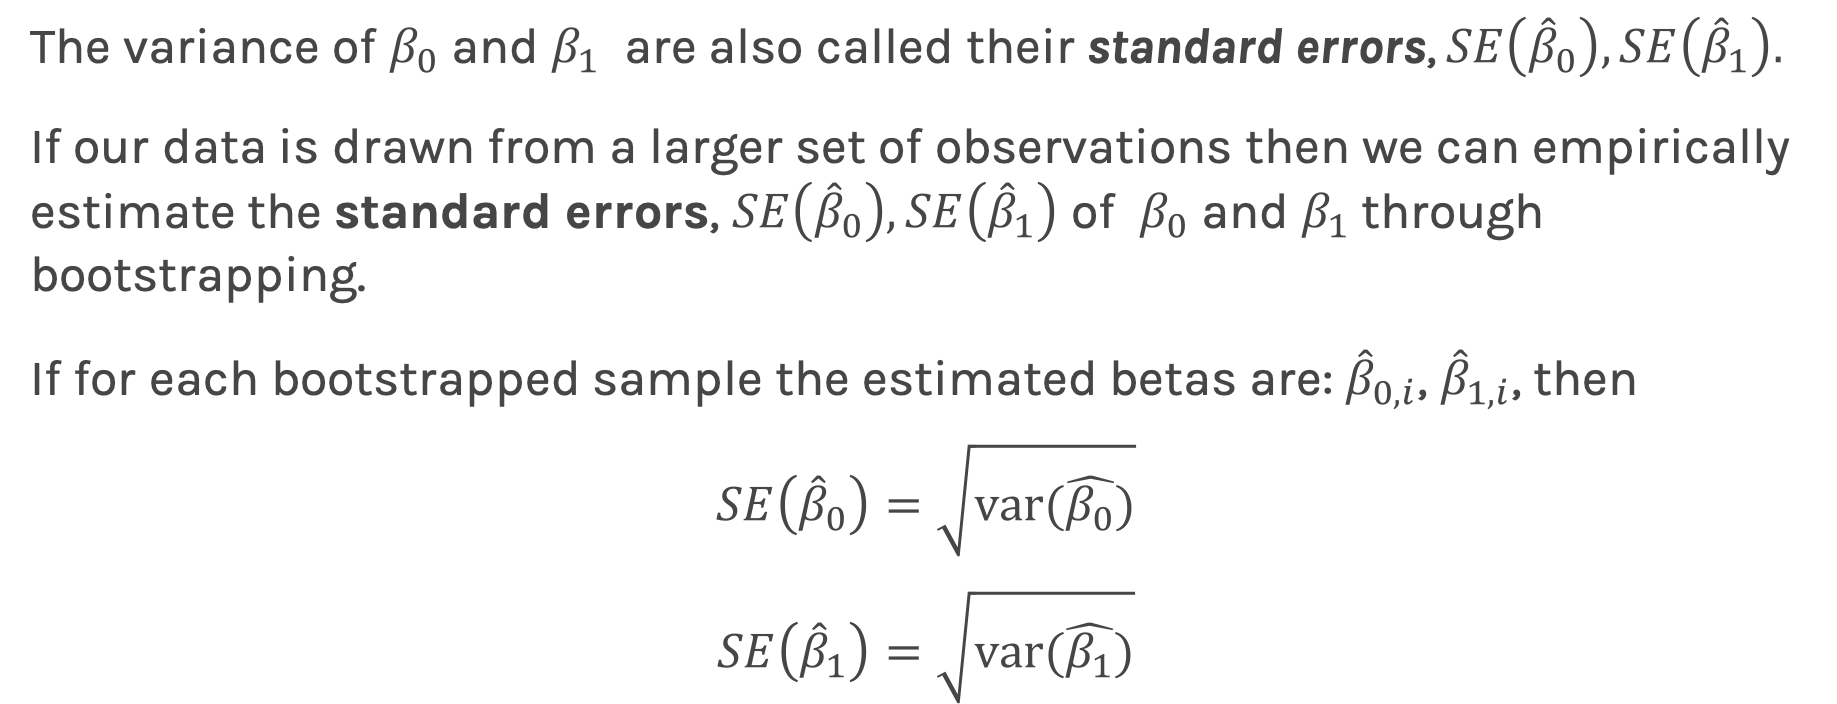 The variance of β₀ and β₁ are also called their standard errors, SE(β̂₀), SE(β̂₁).
If our data is drawn from a larger set of observations then we can empirically
estimate the standard errors, SE(β̂₀), SE(β̂₁) of β₀ and β₁ through
bootstrapping.
If for each bootstrapped sample the estimated betas are: β̂₀,ᵢ, β̂₁,ᵢ, then
SE(β̂₀) = √var(β̂₀)
SE(β̂₁) = √var(β̂₁)